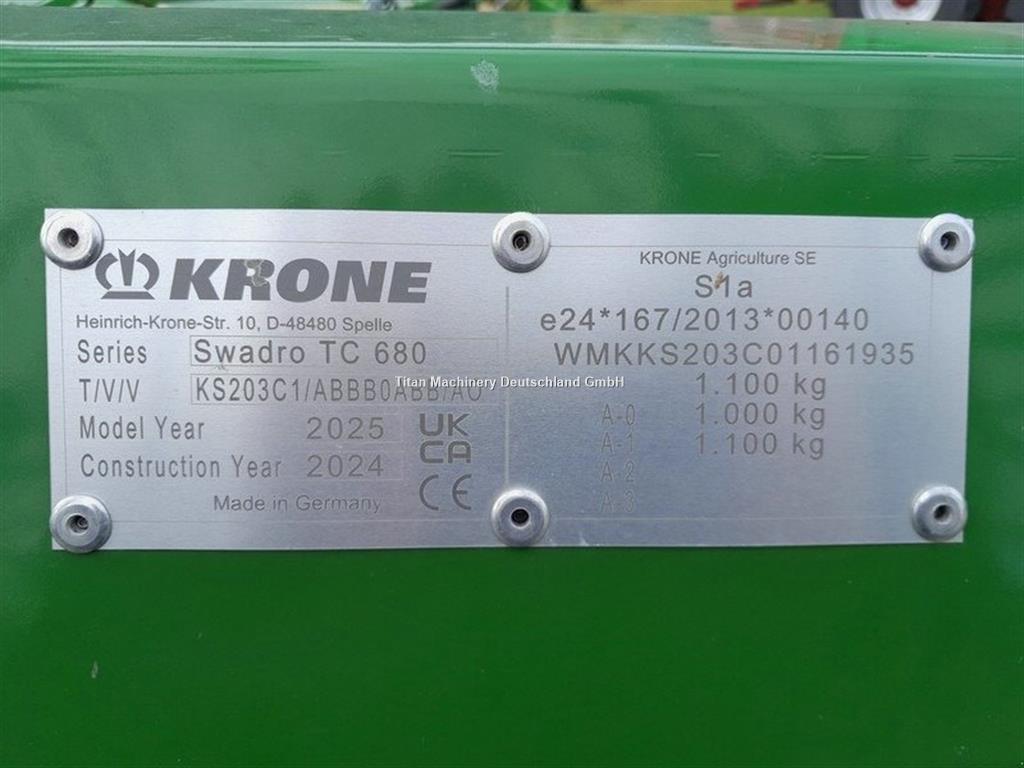 KRONE
Heinrich-Krone-Str. 10, D-48480 Spelle
Series Swadro TC 680
T/V/V KS203C1/ABBB0ABB/AO
Model Year 2025
Construction Year 2024
UK
CA
Made in Germany CE
KRONE Agriculture SE
S1a
e24*167/2013*00140
WMKKS203C01161935
1.100 kg
A-0 1.000 kg
A-1 1.100 kg
A-2
A-3
Titan Machinery Deutschland GmbH